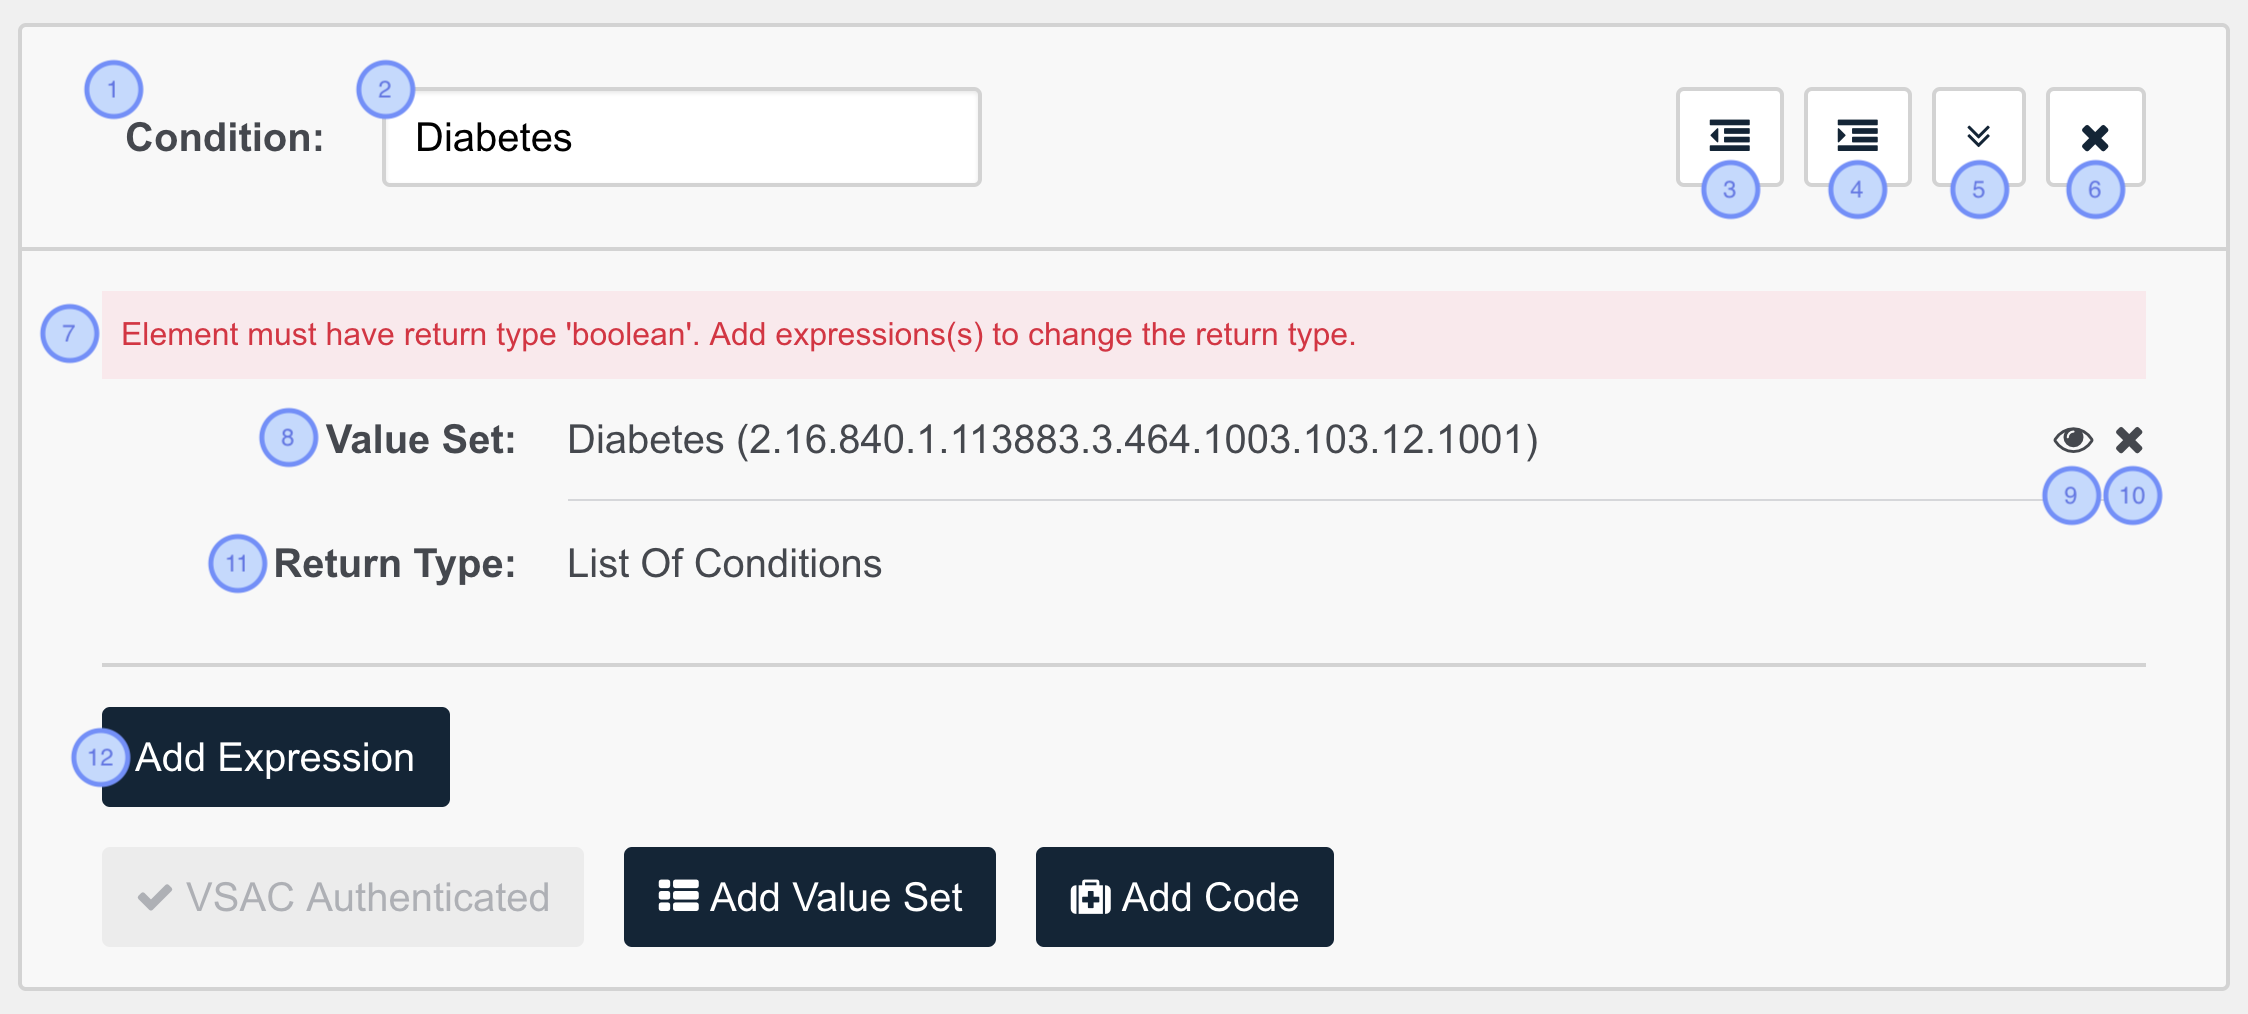 1 2
Condition: Diabetes
3 4 5 6
7 Element must have return type 'boolean'. Add expressions(s) to change the return type.
8 Value Set: Diabetes (2.16.840.1.113883.3.464.1003.103.12.1001)
9 10
11 Return Type: List Of Conditions
12 Add Expression
VSAC Authenticated Add Value Set Add Code